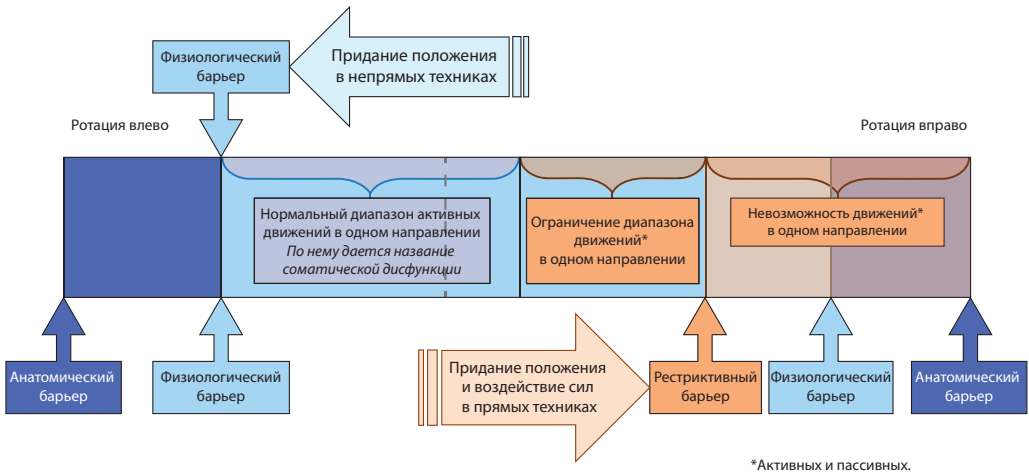 Физиологический
барьер
Придание положения
в непрямых техниках
Ротация влево
Ротация вправо
Нормальный диапазон активных
движений в одном направлении
По нему дается название
соматической дисфункции
Ограничение диапазона
движений*
в одном направлении
Невозможность движений*
в одном направлении
Анатомический
барьер
Физиологический
барьер
Придание положения
и воздействие сил
в прямых техниках
Рестриктивный
барьер
Физиологический
барьер
Анатомический
барьер
*Активных и пассивных.